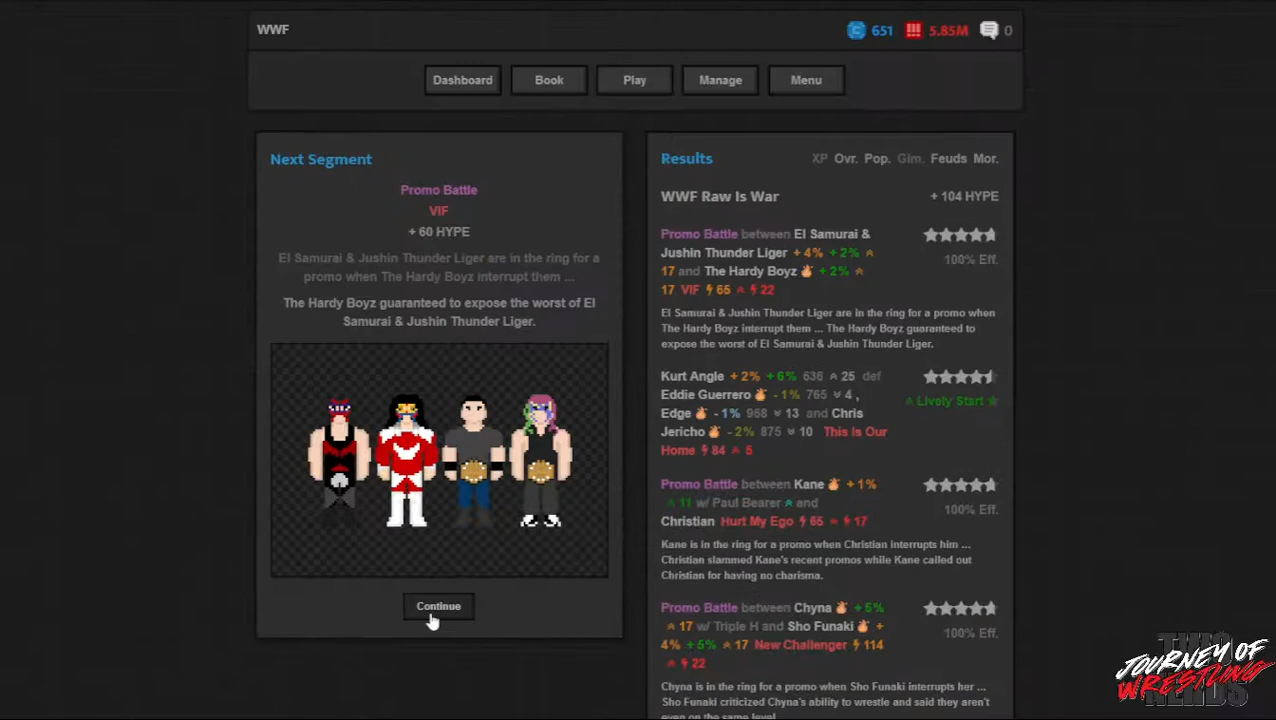 WWF
651
5.85M
0
Dashboard
Book
Play
Manage
Menu
Next Segment
Promo Battle
VIF
+ 60 HYPE
El Samurai & Jushin Thunder Liger are in the ring for a
promo when The Hardy Boyz interrupt them ...
The Hardy Boyz guaranteed to expose the worst of El
Samurai & Jushin Thunder Liger.
Continue
Results
XP Ovr. Pop. Gim. Feuds Mor.
WWF Raw Is War
+ 104 HYPE
Promo Battle between El Samurai &
Jushin Thunder Liger + 4% + 2%
17 and The Hardy Boyz + 2%
17 VIF 65 22
100% Eff.
El Samurai & Jushin Thunder Liger are in the ring for a promo when
The Hardy Boyz interrupt them ... The Hardy Boyz guaranteed to
expose the worst of El Samurai & Jushin Thunder Liger.
Kurt Angle + 2% + 6% 636 25 def
Eddie Guerrero - 1% 765 4 ,
Edge - 1% 968 13 and Chris
Jericho - 2% 875 10 This Is Our
Home 84 5
Lively Start
Promo Battle between Kane + 1%
11 w/ Paul Bearer and
Christian Hurt My Ego 65 17
100% Eff.
Kane is in the ring for a promo when Christian interrupts him ...
Christian slammed Kane's recent promos while Kane called out
Christian for having no charisma.
Promo Battle between Chyna + 5%
17 w/ Triple H and Sho Funaki +
4% + 5% 17 New Challenger 114
22
100% Eff.
Chyna is in the ring for a promo when Sho Funaki interrupts her ...
Sho Funaki criticized Chyna's ability to wrestle and said they aren't
even on the same level.
THIS
JOURNEY OF
WRESTLING
NERDS